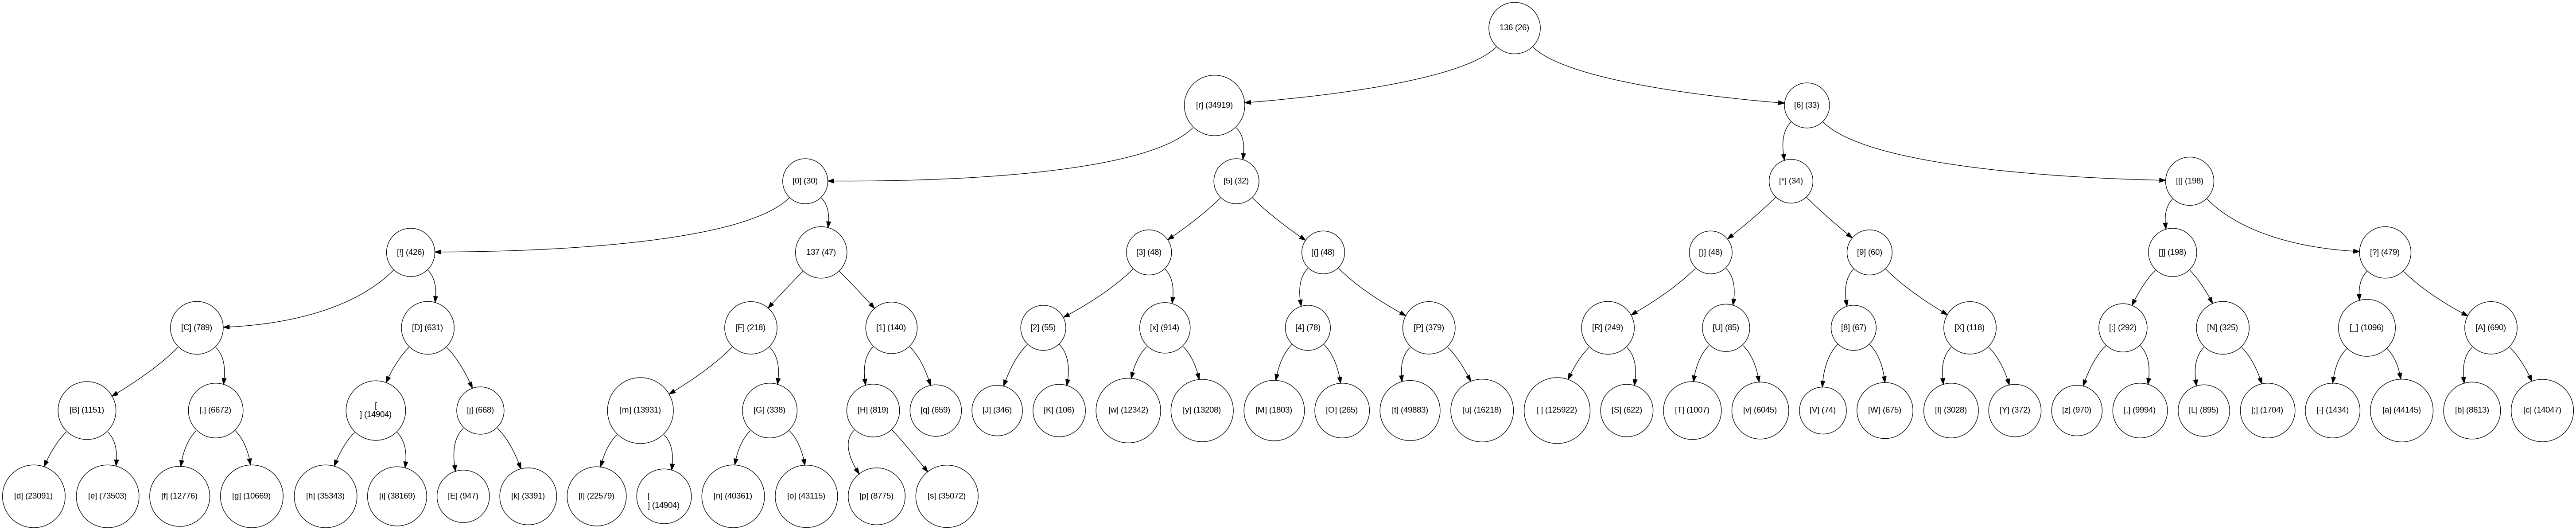 136 (26)
[r] (34919)
[6] (33)
[0] (30)
[5] (32)
[*] (34)
[[] (198)
[!] (426)
137 (47)
[3] (48)
[(] (48)
[)] (48)
[9] (60)
[]] (198)
[?] (479)
[C] (789)
[D] (631)
[F] (218)
[1] (140)
[2] (55)
[x] (914)
[4] (78)
[P] (379)
[R] (249)
[U] (85)
[8] (67)
[X] (118)
[:] (292)
[N] (325)
[_] (1096)
[A] (690)
[B] (1151)
[.] (6672)
[
] (14904)
[j] (668)
[m] (13931)
[G] (338)
[H] (819)
[q] (659)
[J] (346)
[K] (106)
[w] (12342)
[y] (13208)
[M] (1803)
[O] (265)
[t] (49883)
[u] (16218)
[ ] (125922)
[S] (622)
[T] (1007)
[v] (6045)
[V] (74)
[W] (675)
[I] (3028)
[Y] (372)
[z] (970)
[,] (9994)
[L] (895)
[;] (1704)
[-] (1434)
[a] (44145)
[b] (8613)
[c] (14047)
[d] (23091)
[e] (73503)
[f] (12776)
[g] (10669)
[h] (35343)
[i] (38169)
[E] (947)
[k] (3391)
[l] (22579)
[
] (14904)
[n] (40361)
[o] (43115)
[p] (8775)
[s] (35072)